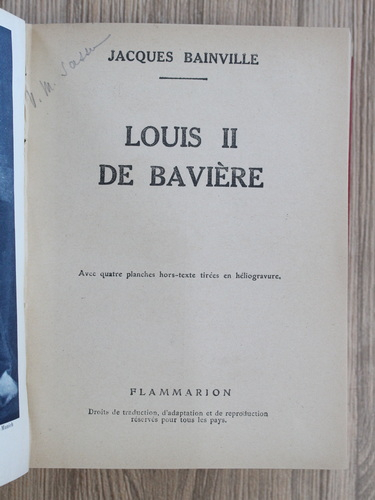 JACQUES BAINVILLE
LOUIS II
DE BAVIÈRE
Avec quatre planches hors-texte tirées en héliogravure.
FLAMMARION
Droits de traduction, d'adaptation et de reproduction
réservés pour tous les pays.